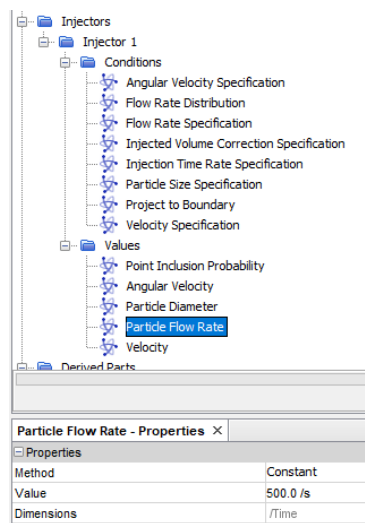 Injectors
Injector 1
Conditions
Angular Velocity Specification
Flow Rate Distribution
Flow Rate Specification
Injected Volume Correction Specification
Injection Time Rate Specification
Particle Size Specification
Project to Boundary
Velocity Specification
Values
Point Inclusion Probability
Angular Velocity
Particle Diameter
Particle Flow Rate
Velocity
Derived Parts
Particle Flow Rate - Properties ×
Properties
Method Constant
Value 500.0 /s
Dimensions /Time